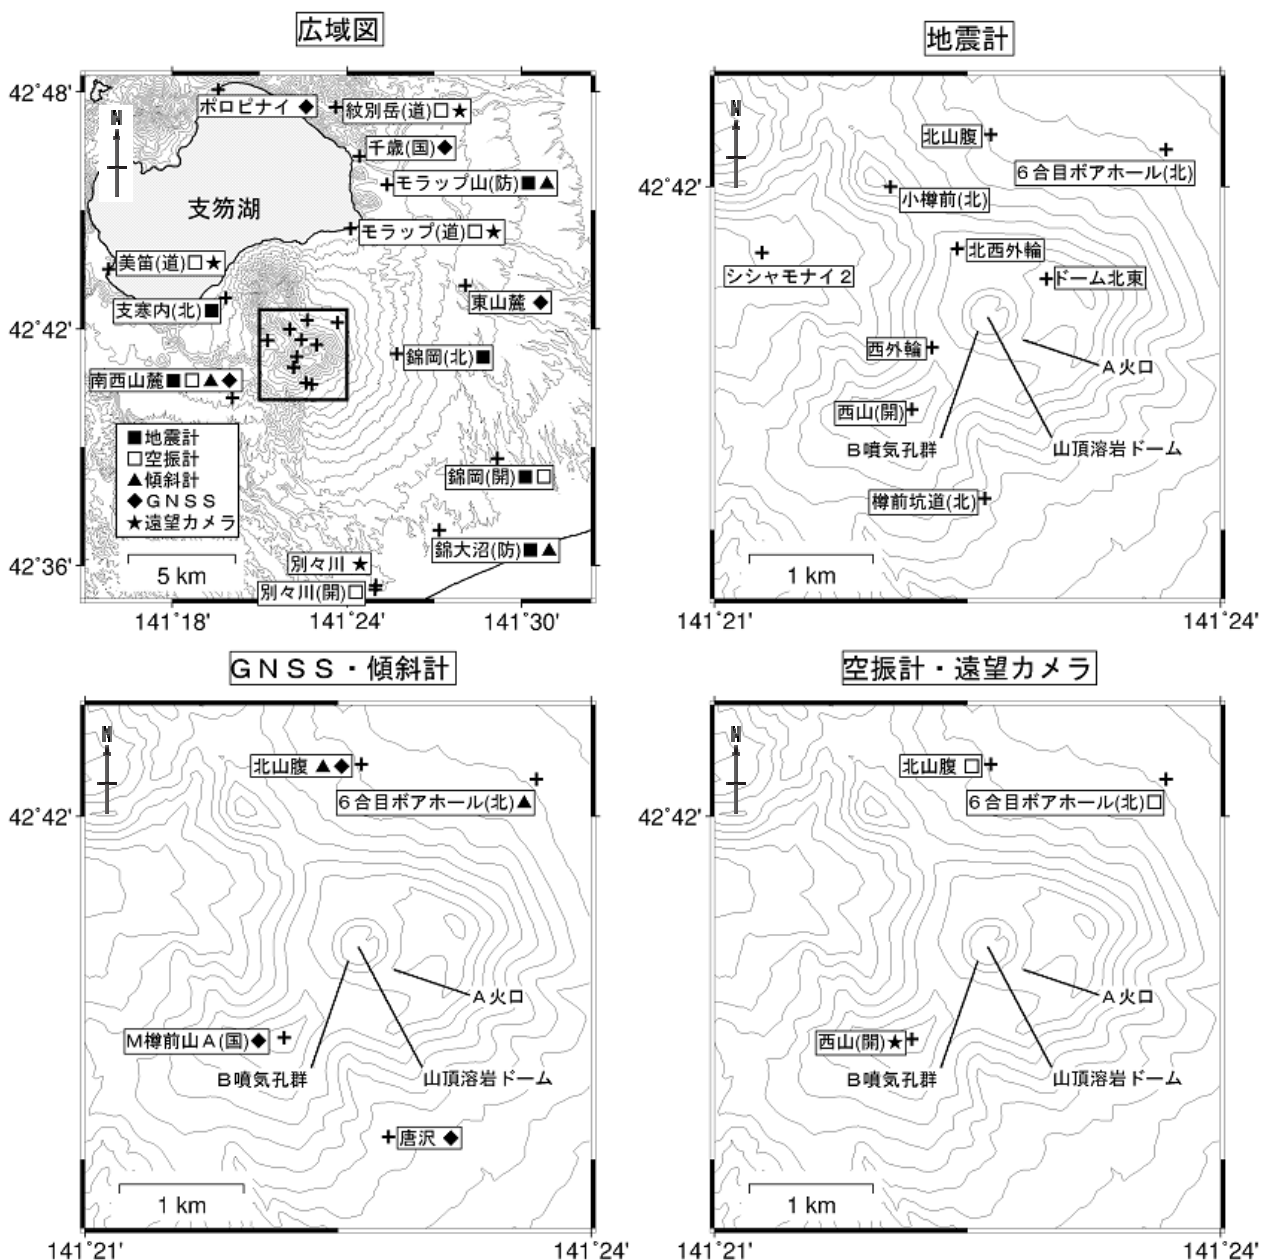 広域図
42°48'
N
ポロピナイ ◆
紋別岳(道)□★
千歳(国)◆
モラップ山(防)■▲
支笏湖
モラップ(道)□★
美笛(道)□★
東山麓 ◆
支寒内(北)■
42°42'
錦岡(北)■
南西山麓■□▲◆
■地震計
□空振計
▲傾斜計
◆GNSS
★遠望カメラ
錦岡(開)■□
錦大沼(防)■▲
別々川 ★
42°36'
5 km
別々川(開)□
141°18'
141°24'
141°30'
地震計
N
北山腹
6合目ボアホール(北)
42°42'
小樽前(北)
北西外輪
シシャモナイ2
ドーム北東
西外輪
A火口
西山(開)
B噴気孔群
山頂溶岩ドーム
樽前坑道(北)
1 km
141°21'
141°24'
GNSS・傾斜計
N
北山腹 ▲◆
6合目ボアホール(北)▲
42°42'
A火口
M樽前山A(国)◆
B噴気孔群
山頂溶岩ドーム
唐沢 ◆
1 km
141°21'
141°24'
空振計・遠望カメラ
N
北山腹 □
6合目ボアホール(北)□
42°42'
A火口
西山(開)★
B噴気孔群
山頂溶岩ドーム
1 km
141°21'
141°24'